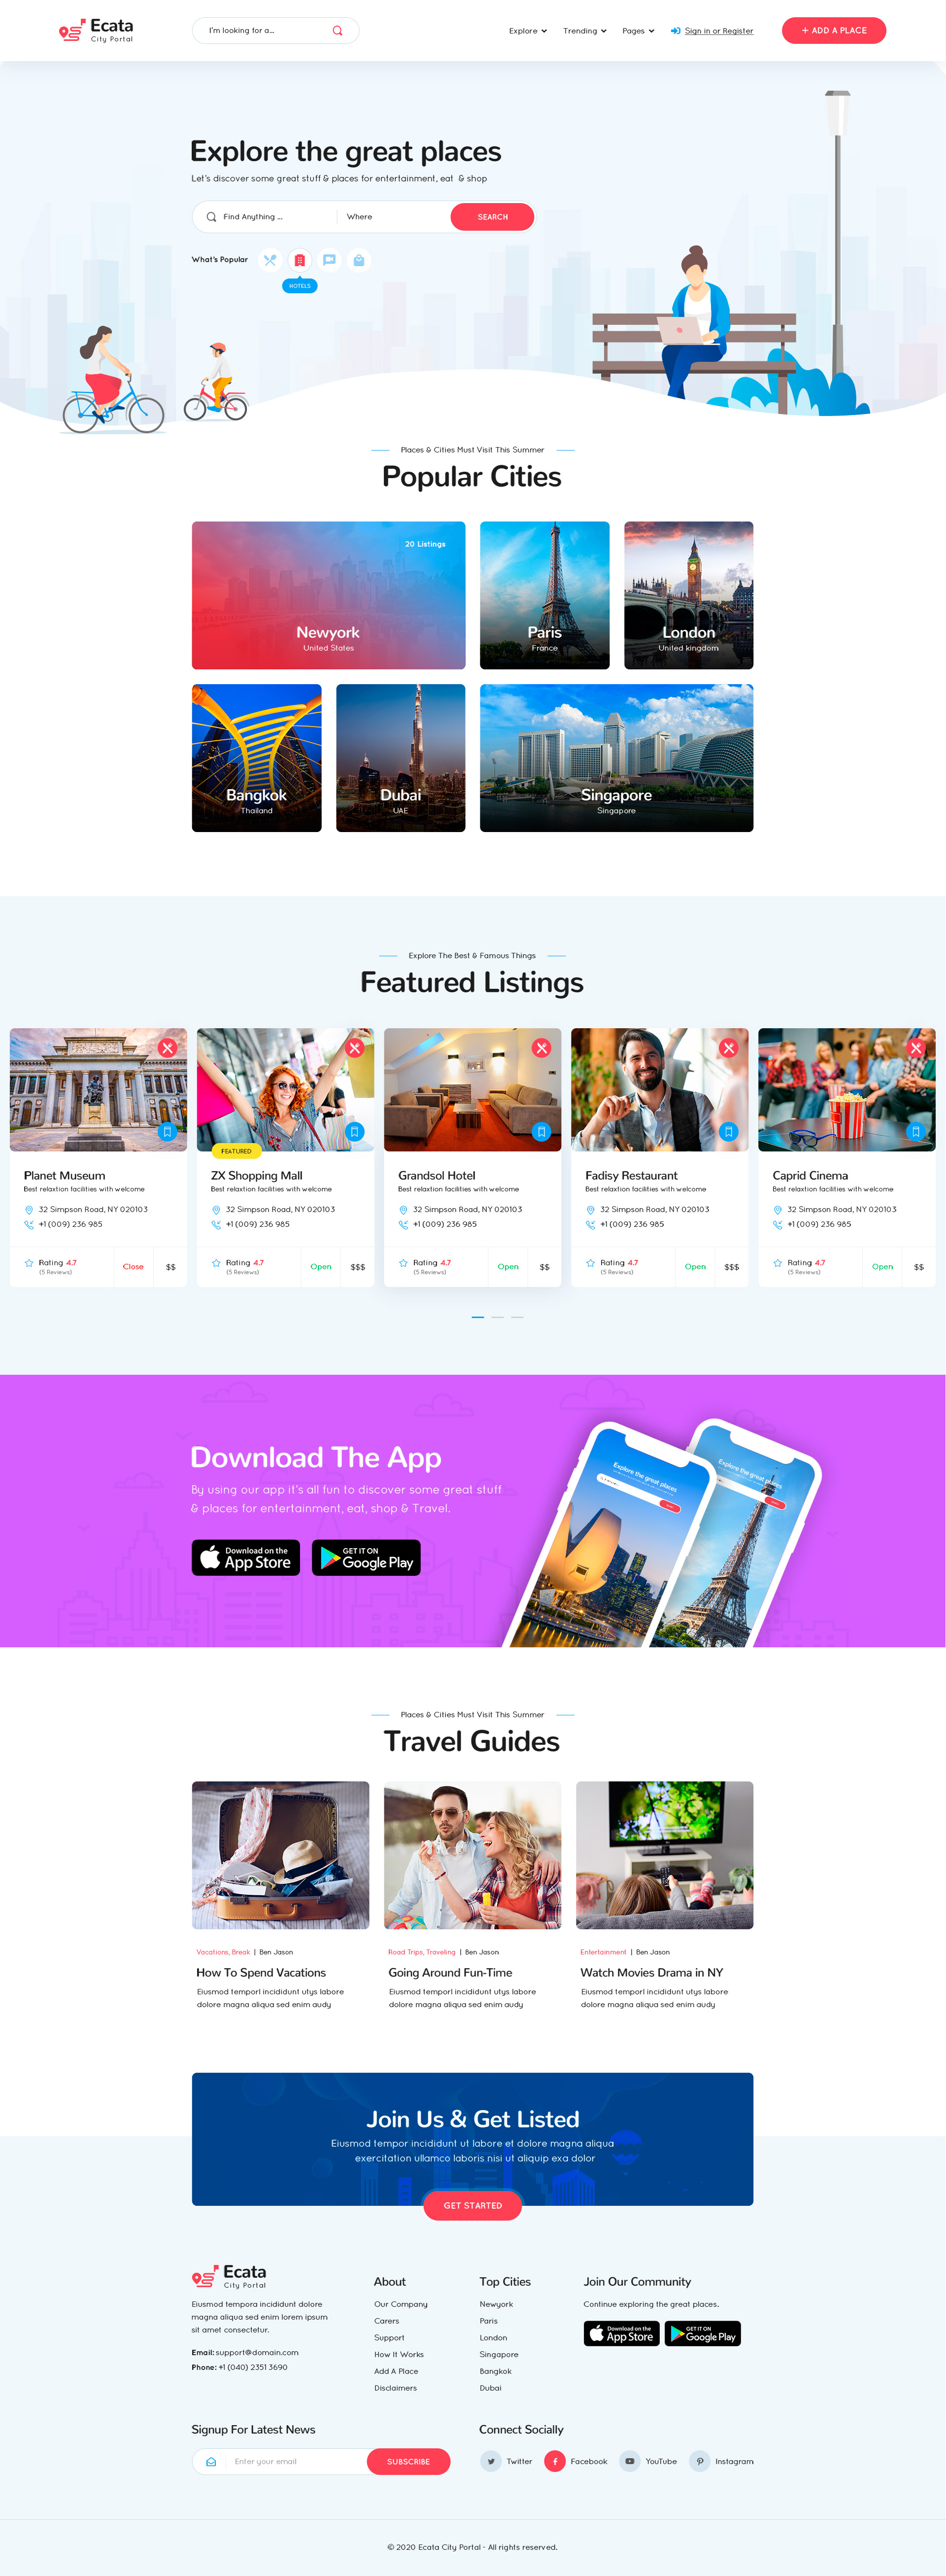 Ecata
City Portal
I'm looking for a...
Explore
Trending
Pages
Sign in or Register
+ ADD A PLACE
Explore the great places
Let's discover some great stuff & places for entertainment, eat & shop
Find Anything ...
Where
SEARCH
What's Popular
HOTELS
Places & Cities Must Visit This Summer
Popular Cities
20 Listings
Newyork
United States
Paris
France
London
United kingdom
Bangkok
Thailand
Dubai
UAE
Singapore
Singapore
Explore The Best & Famous Things
Featured Listings
Planet Museum
Best relaxtion facilities with welcome
32 Simpson Road, NY 020103
+1 (009) 236 985
Rating 4.7
(5 Reviews)
Close
$$
FEATURED
ZX Shopping Mall
Best relaxtion facilities with welcome
32 Simpson Road, NY 020103
+1 (009) 236 985
Rating 4.7
(5 Reviews)
Open
$$$
Grandsol Hotel
Best relaxtion facilities with welcome
32 Simpson Road, NY 020103
+1 (009) 236 985
Rating 4.7
(5 Reviews)
Open
$$
Fadisy Restaurant
Best relaxtion facilities with welcome
32 Simpson Road, NY 020103
+1 (009) 236 985
Rating 4.7
(5 Reviews)
Open
$$$
Caprid Cinema
Best relaxtion facilities with welcome
32 Simpson Road, NY 020103
+1 (009) 236 985
Rating 4.7
(5 Reviews)
Open
$$
Download The App
By using our app it's all fun to discover some great stuff
& places for entertainment, eat, shop & Travel.
Download on the
App Store
GET IT ON
Google Play
Explore the great places
Explore the great places
Places & Cities Must Visit This Summer
Travel Guides
Vacations, Break | Ben Jason
How To Spend Vacations
Eiusmod temporl incididunt utys labore
dolore magna aliqua sed enim audy
Road Trips, Traveling | Ben Jason
Going Around Fun-Time
Eiusmod temporl incididunt utys labore
dolore magna aliqua sed enim audy
Entertainment | Ben Jason
Watch Movies Drama in NY
Eiusmod temporl incididunt utys labore
dolore magna aliqua sed enim audy
Join Us & Get Listed
Eiusmod tempor incididunt ut labore et dolore magna aliqua
exercitation ullamco laboris nisi ut aliquip exa dolor
GET STARTED
Ecata
City Portal
Eiusmod tempora incididunt dolore
magna aliqua sed enim lorem ipsum
sit amet consectetur.
Email: support@domain.com
Phone: +1 (040) 2351 3690
About
Our Company
Carers
Support
How It Works
Add A Place
Disclaimers
Top Cities
Newyork
Paris
London
Singapore
Bangkok
Dubai
Join Our Community
Continue exploring the great places.
Download on the
App Store
GET IT ON
Google Play
Signup For Latest News
Enter your email
SUBSCRIBE
Connect Socially
Twitter
Facebook
YouTube
Instagram
© 2020 Ecata City Portal - All rights reserved.